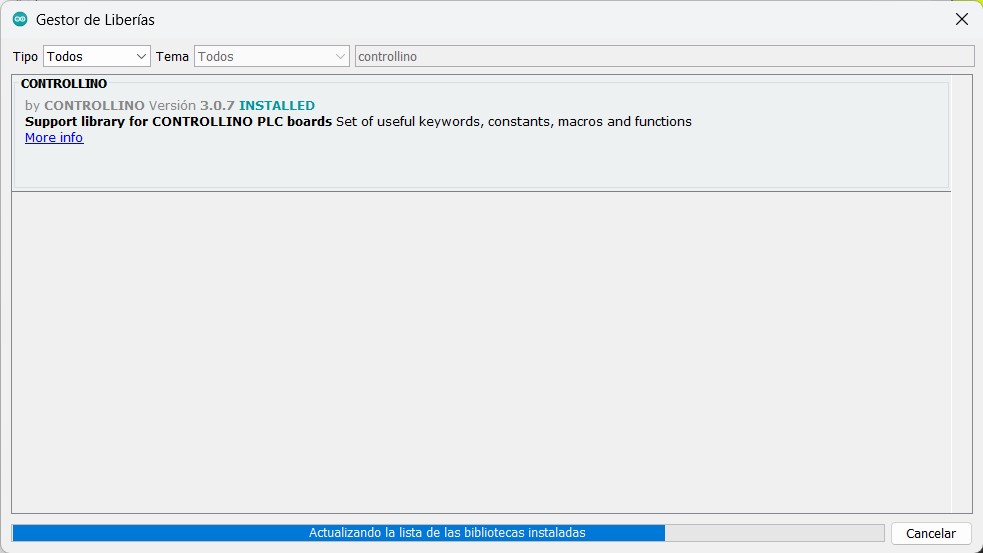 Gestor de Liberías
Tipo Todos Tema Todos controllino
CONTROLLINO
by CONTROLLINO Versión 3.0.7 INSTALLED
Support library for CONTROLLINO PLC boards Set of useful keywords, constants, macros and functions
More info
Actualizando la lista de las bibliotecas instaladas
Cancelar